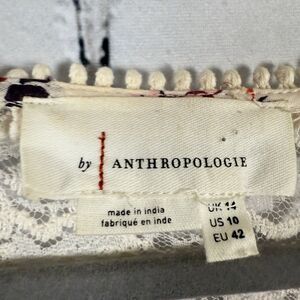 by ANTHROPOLOGIE
made in india
fabriqué en inde
UK 14
US 10
EU 42